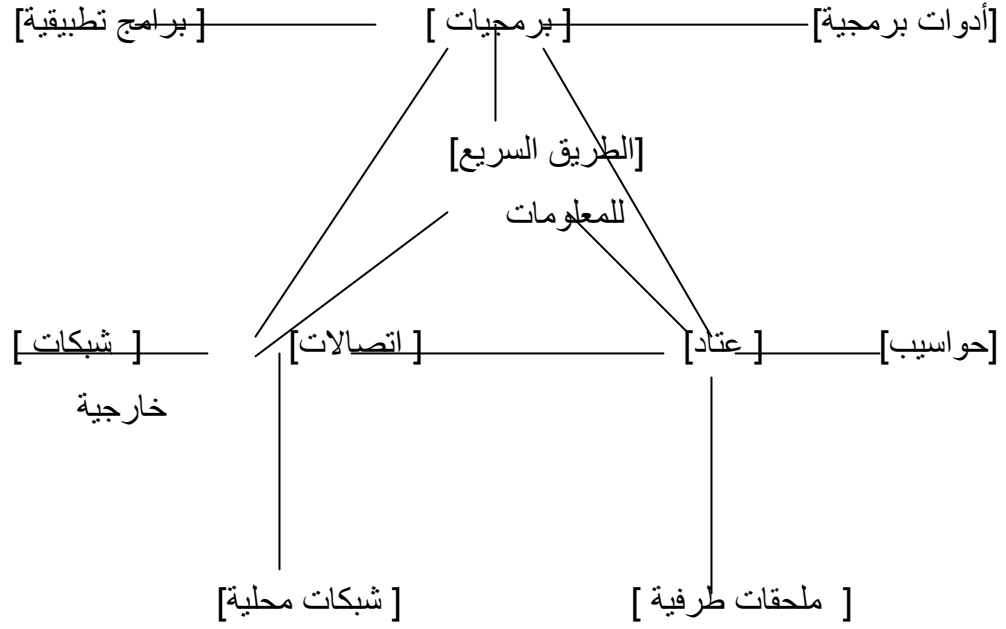 [أدوات برمجية] [ برمجيات ] [ برامج تطبيقية]
[الطريق السريع]
للمعلومات
[حواسيب] [ عتاد] [ اتصالات] [ شبكات ]
خارجية
[ ملحقات طرفية ] [ شبكات محلية]